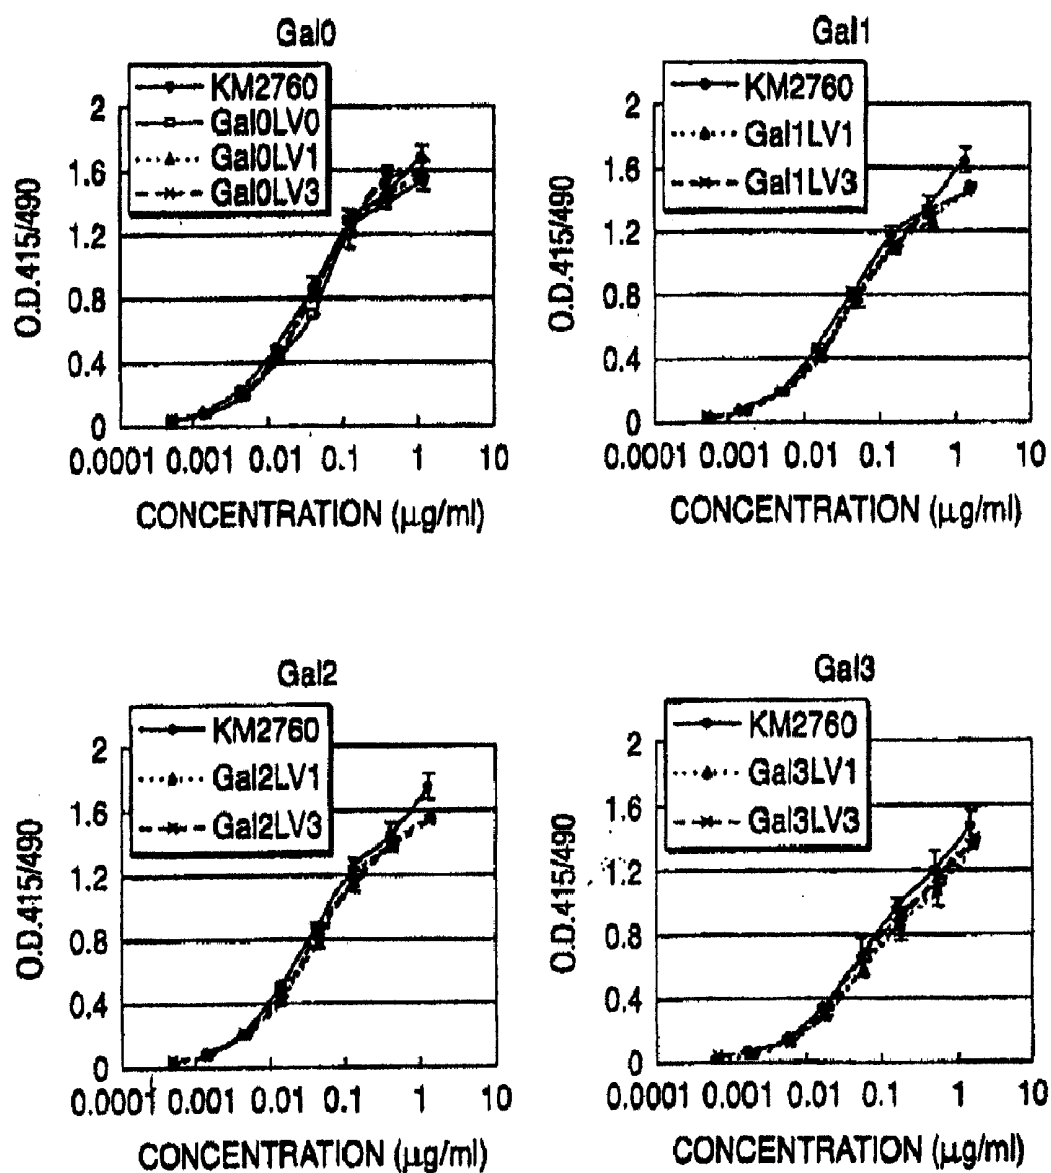 Gal0
KM2760
Gal0LV0
Gal0LV1
Gal0LV3
2
1.6
1.2
0.8
0.4
0
O.D.415/490
0.0001 0.001 0.01 0.1 1 10
CONCENTRATION (μg/ml)
Gal1
KM2760
Gal1LV1
Gal1LV3
2
1.6
1.2
0.8
0.4
0
O.D.415/490
0.0001 0.001 0.01 0.1 1 10
CONCENTRATION (μg/ml)
Gal2
KM2760
Gal2LV1
Gal2LV3
2
1.6
1.2
0.8
0.4
0
O.D.415/490
0.0001 0.001 0.01 0.1 1 10
CONCENTRATION (μg/ml)
Gal3
KM2760
Gal3LV1
Gal3LV3
2
1.6
1.2
0.8
0.4
0
O.D.415/490
0.0001 0.001 0.01 0.1 1 10
CONCENTRATION (μg/ml)